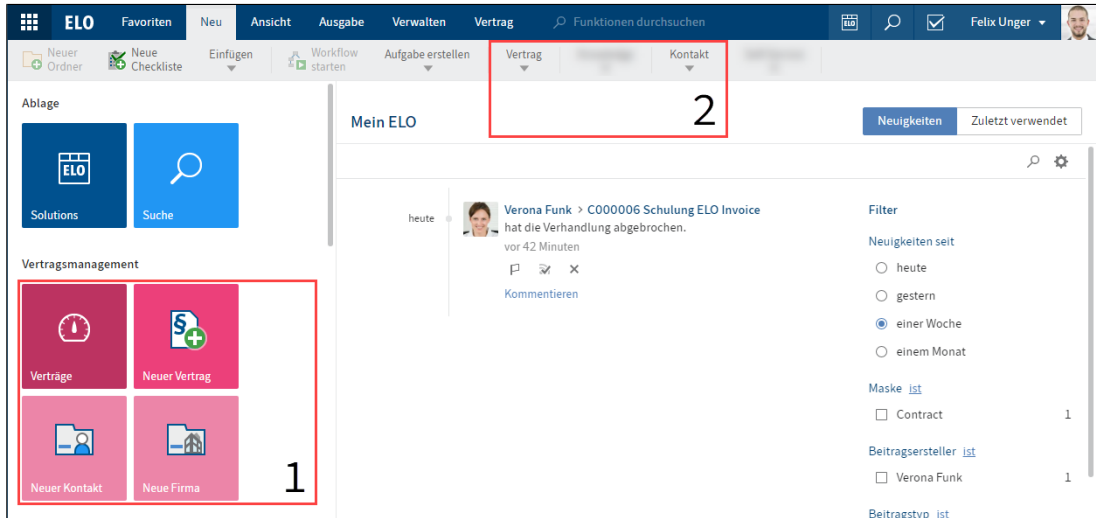 ELO Favoriten Neu Ansicht Ausgabe Verwalten Vertrag Funktionen durchsuchen ELO Felix Unger
Neuer Ordner
Neue Checkliste
Einfügen
Workflow starten
Aufgabe erstellen
Vertrag
Kontakt
2
Ablage
ELO
Solutions
Suche
Vertragsmanagement
Verträge
§
Neuer Vertrag
Neuer Kontakt
Neue Firma
1
Mein ELO
Neuigkeiten Zuletzt verwendet
heute
Verona Funk > C000006 Schulung ELO Invoice
hat die Verhandlung abgebrochen.
vor 42 Minuten
Kommentieren
Filter
Neuigkeiten seit
heute
gestern
einer Woche
einem Monat
Maske ist
Contract 1
Beitragsersteller ist
Verona Funk 1
Beitragstyp ist